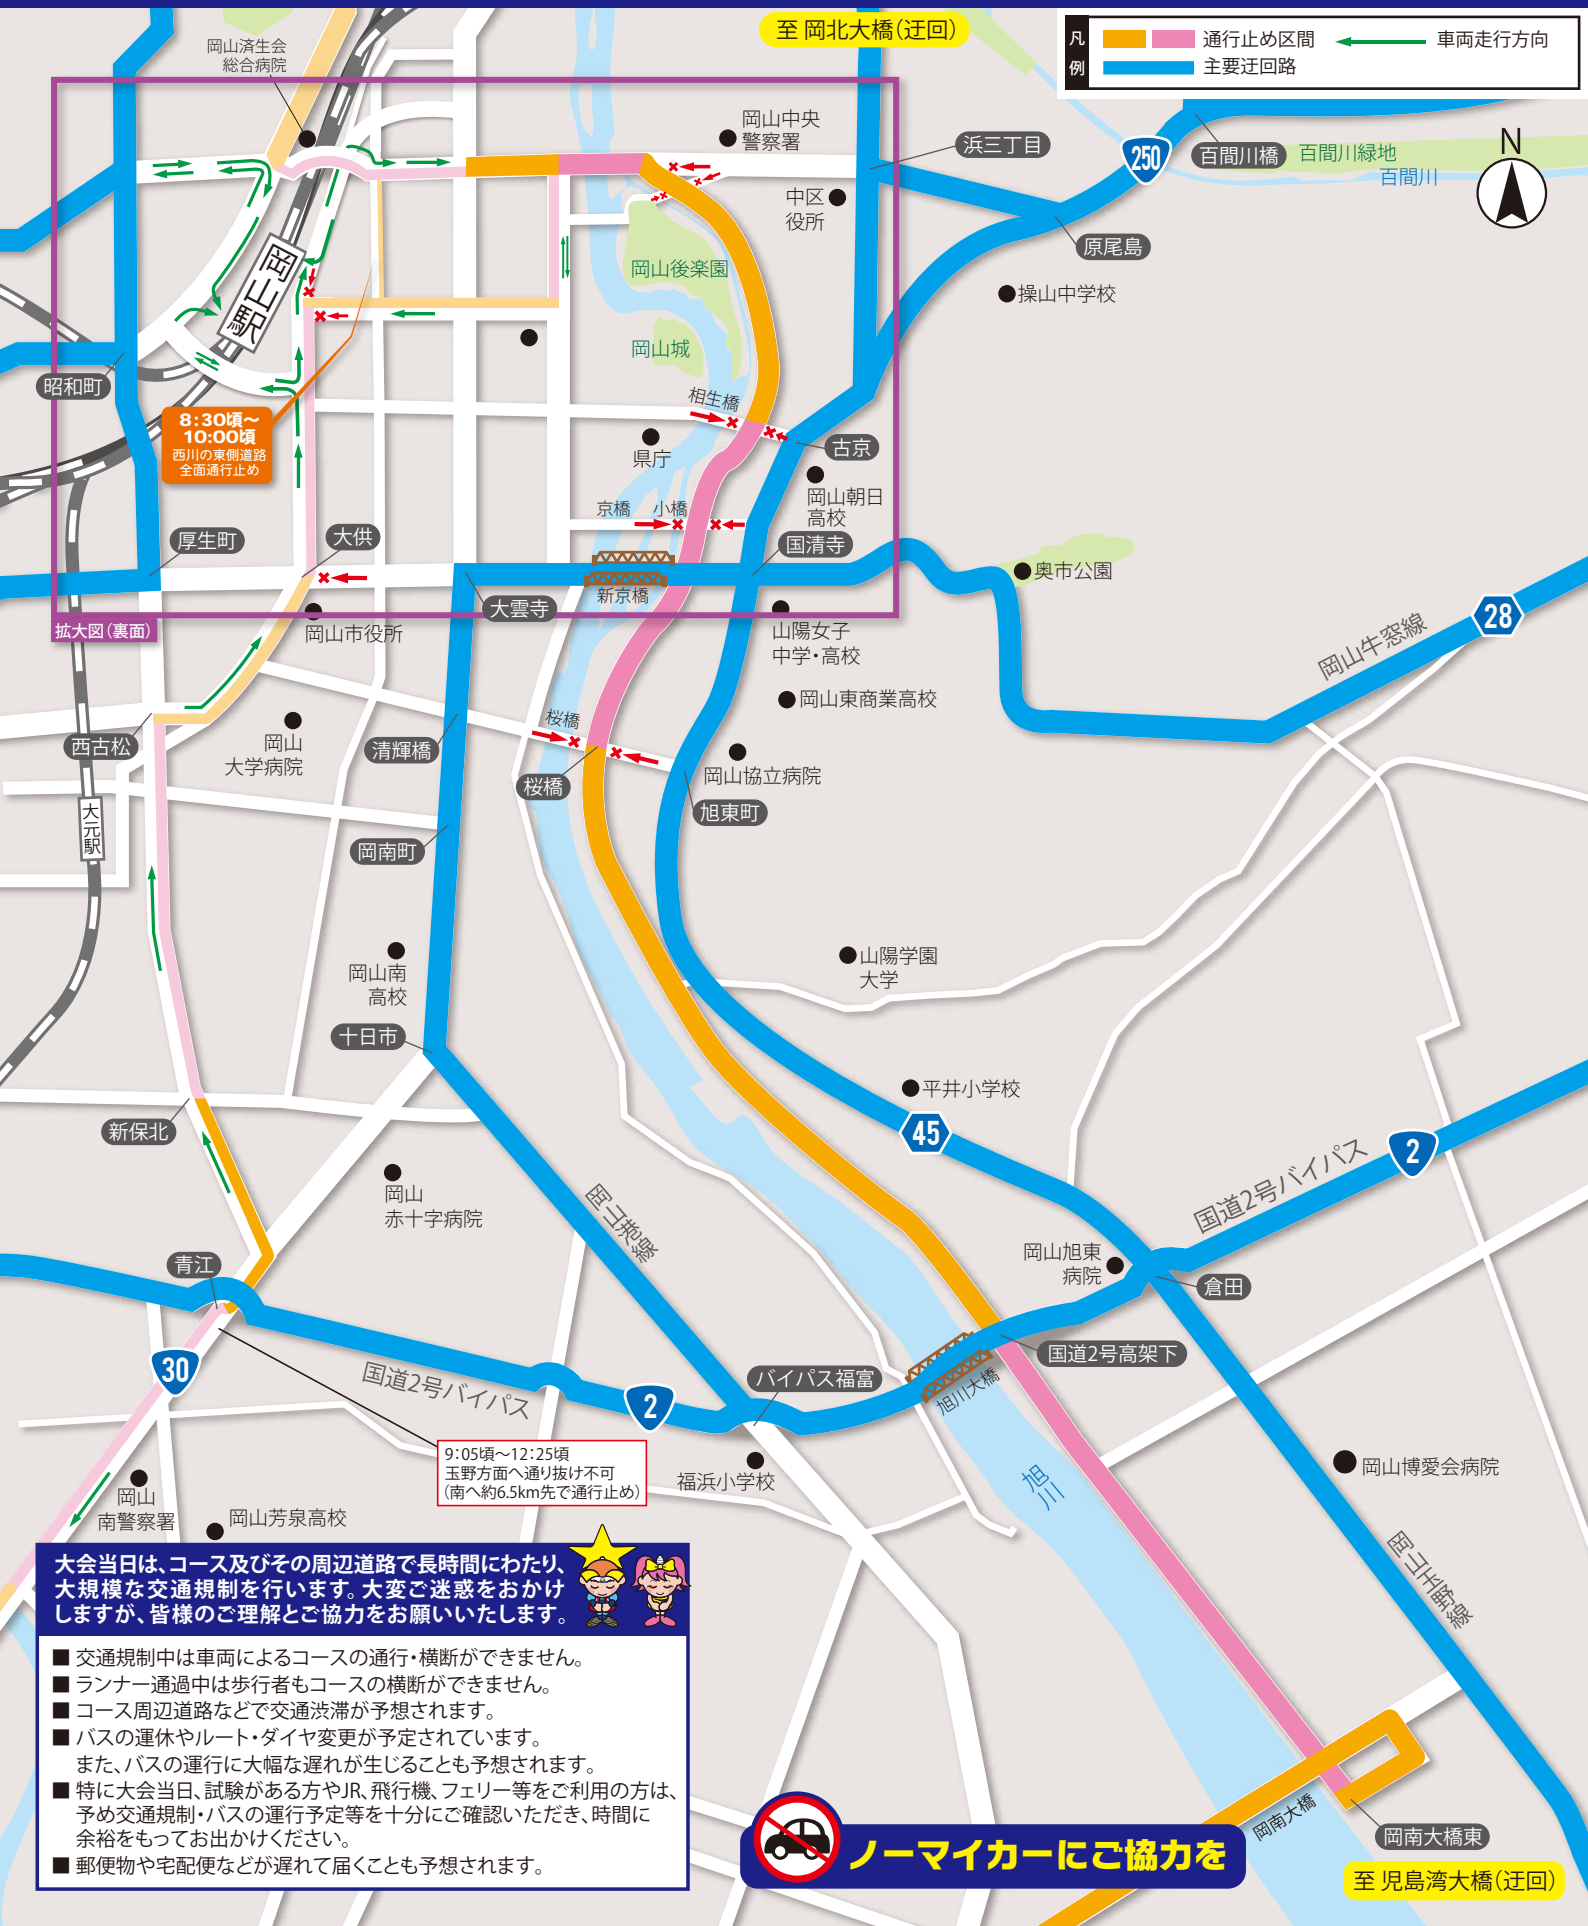 至 岡北大橋（迂回）
凡例
通行止め区間
車両走行方向
主要迂回路
岡山済生会
総合病院
岡山中央
警察署
浜三丁目
250
百間川橋
百間川緑地
百間川
N
中区
役所
原尾島
岡山駅
岡山後楽園
操山中学校
岡山城
昭和町
相生橋
8:30頃～
10:00頃
西川の東側道路
全面通行止め
県庁
古京
岡山朝日
高校
京橋
小橋
厚生町
大供
国清寺
奥市公園
新京橋
大雲寺
28
拡大図（裏面）
岡山市役所
山陽女子
中学・高校
岡山牛窓線
岡山東商業高校
西古松
岡山
大学病院
清輝橋
桜橋
桜橋
岡山協立病院
旭東町
大元駅
岡南町
岡山南
高校
山陽学園
大学
十日市
平井小学校
新保北
45
2
岡山
赤十字病院
岡山港線
国道2号バイパス
青江
岡山旭東
病院
倉田
30
国道2号バイパス
2
バイパス福富
国道2号高架下
旭川大橋
9:05頃～12:25頃
玉野方面へ通り抜け不可
（南へ約6.5km先で通行止め）
福浜小学校
旭川
岡山博愛会病院
岡山
南警察署
岡山芳泉高校
岡山玉野線
大会当日は、コース及びその周辺道路で長時間にわたり、
大規模な交通規制を行います。大変ご迷惑をおかけ
しますが、皆様のご理解とご協力をお願いいたします。
■ 交通規制中は車両によるコースの通行・横断ができません。
■ ランナー通過中は歩行者もコースの横断ができません。
■ コース周辺道路などで交通渋滞が予想されます。
■ バスの運休やルート・ダイヤ変更が予定されています。
また、バスの運行に大幅な遅れが生じることも予想されます。
■ 特に大会当日、試験がある方やJR、飛行機、フェリー等をご利用の方は、
予め交通規制・バスの運行予定等を十分にご確認いただき、時間に
余裕をもってお出かけください。
■ 郵便物や宅配便などが遅れて届くことも予想されます。
ノーマイカーにご協力を
岡南大橋
岡南大橋東
至 児島湾大橋（迂回）